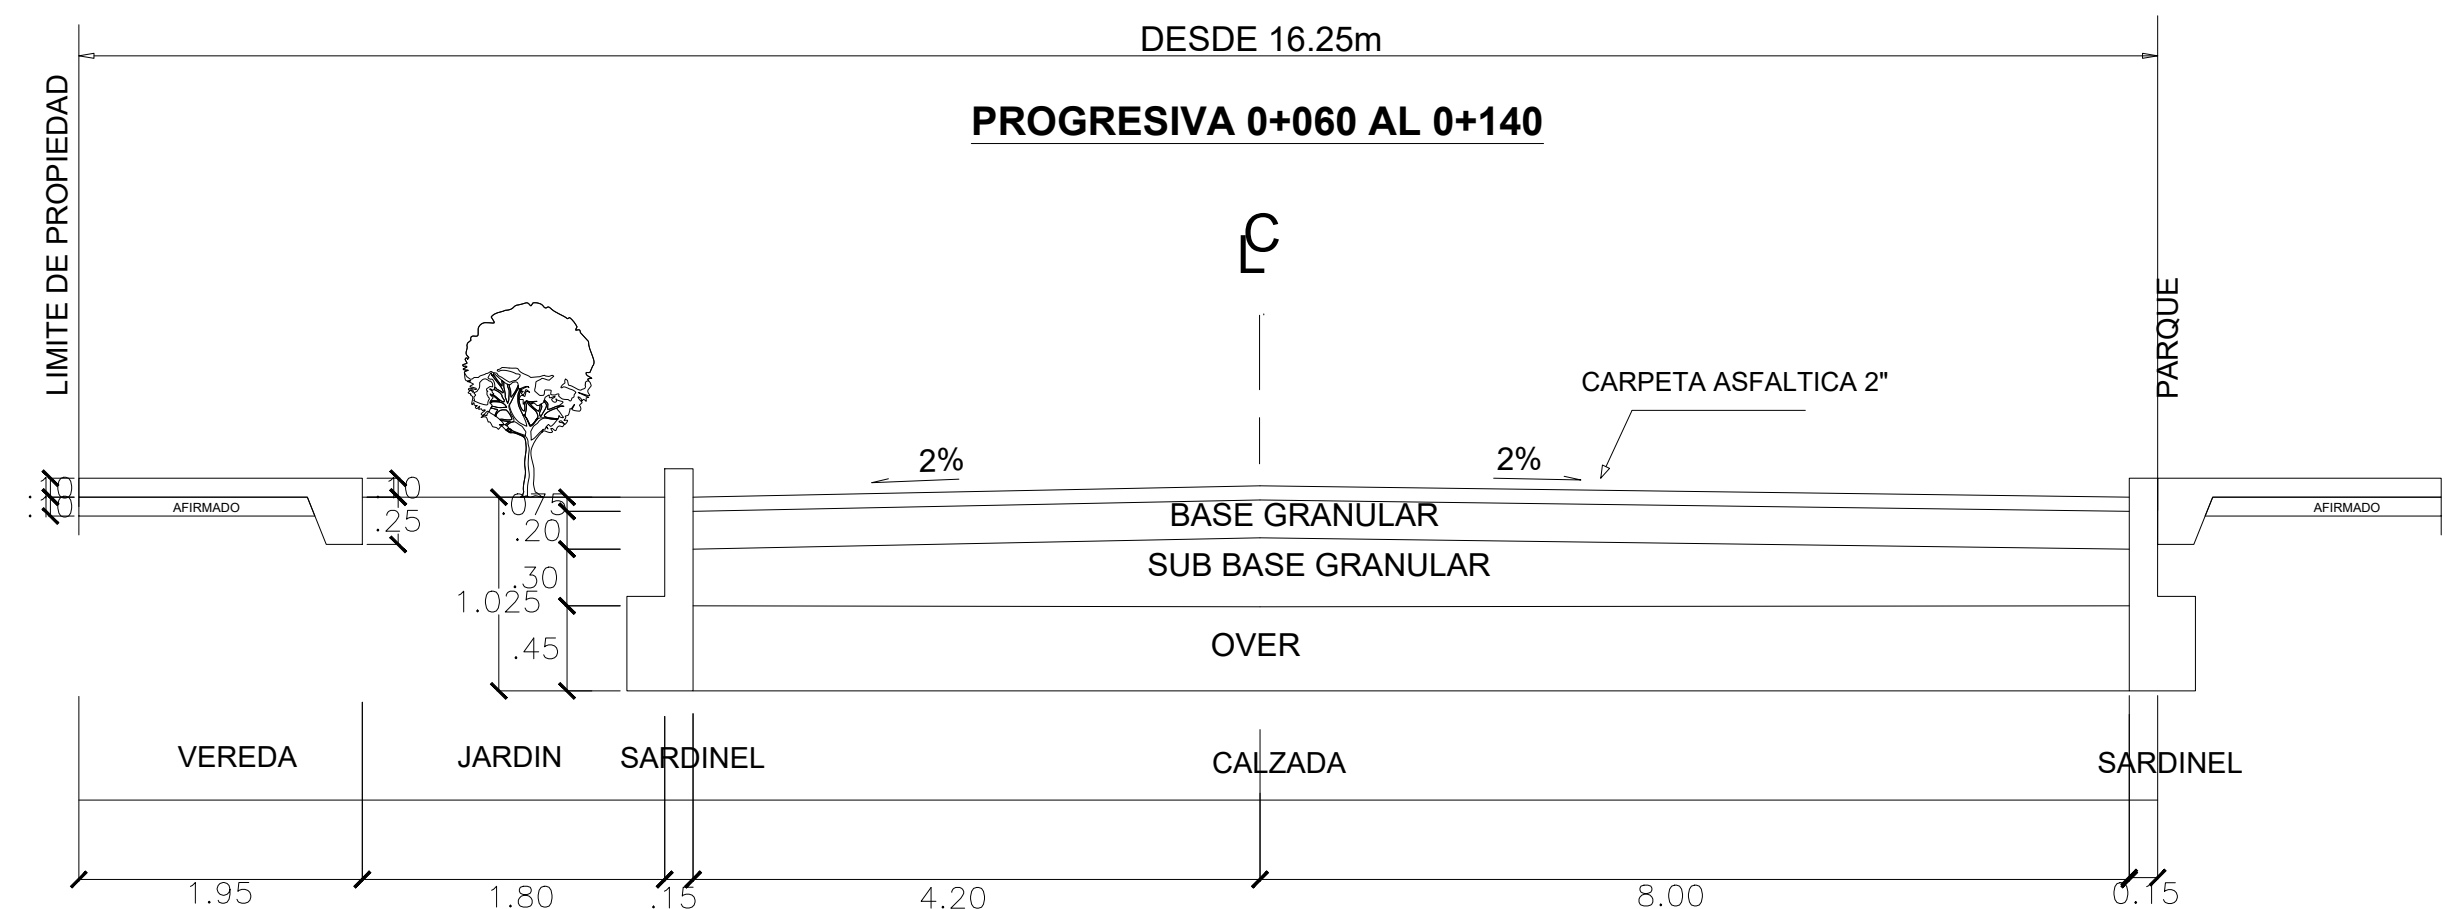 DESDE 16.25m
LIMITE DE PROPIEDAD
PROGRESIVA 0+060 AL 0+140
CL
PARQUE
CARPETA ASFALTICA 2"
2%
2%
.10
.10
AFIRMADO
.10
.25
.075
.20
.30
1.025
.45
BASE GRANULAR
SUB BASE GRANULAR
OVER
AFIRMADO
VEREDA
JARDIN
SARDINEL
CALZADA
SARDINEL
1.95
1.80
.15
4.20
8.00
0.15